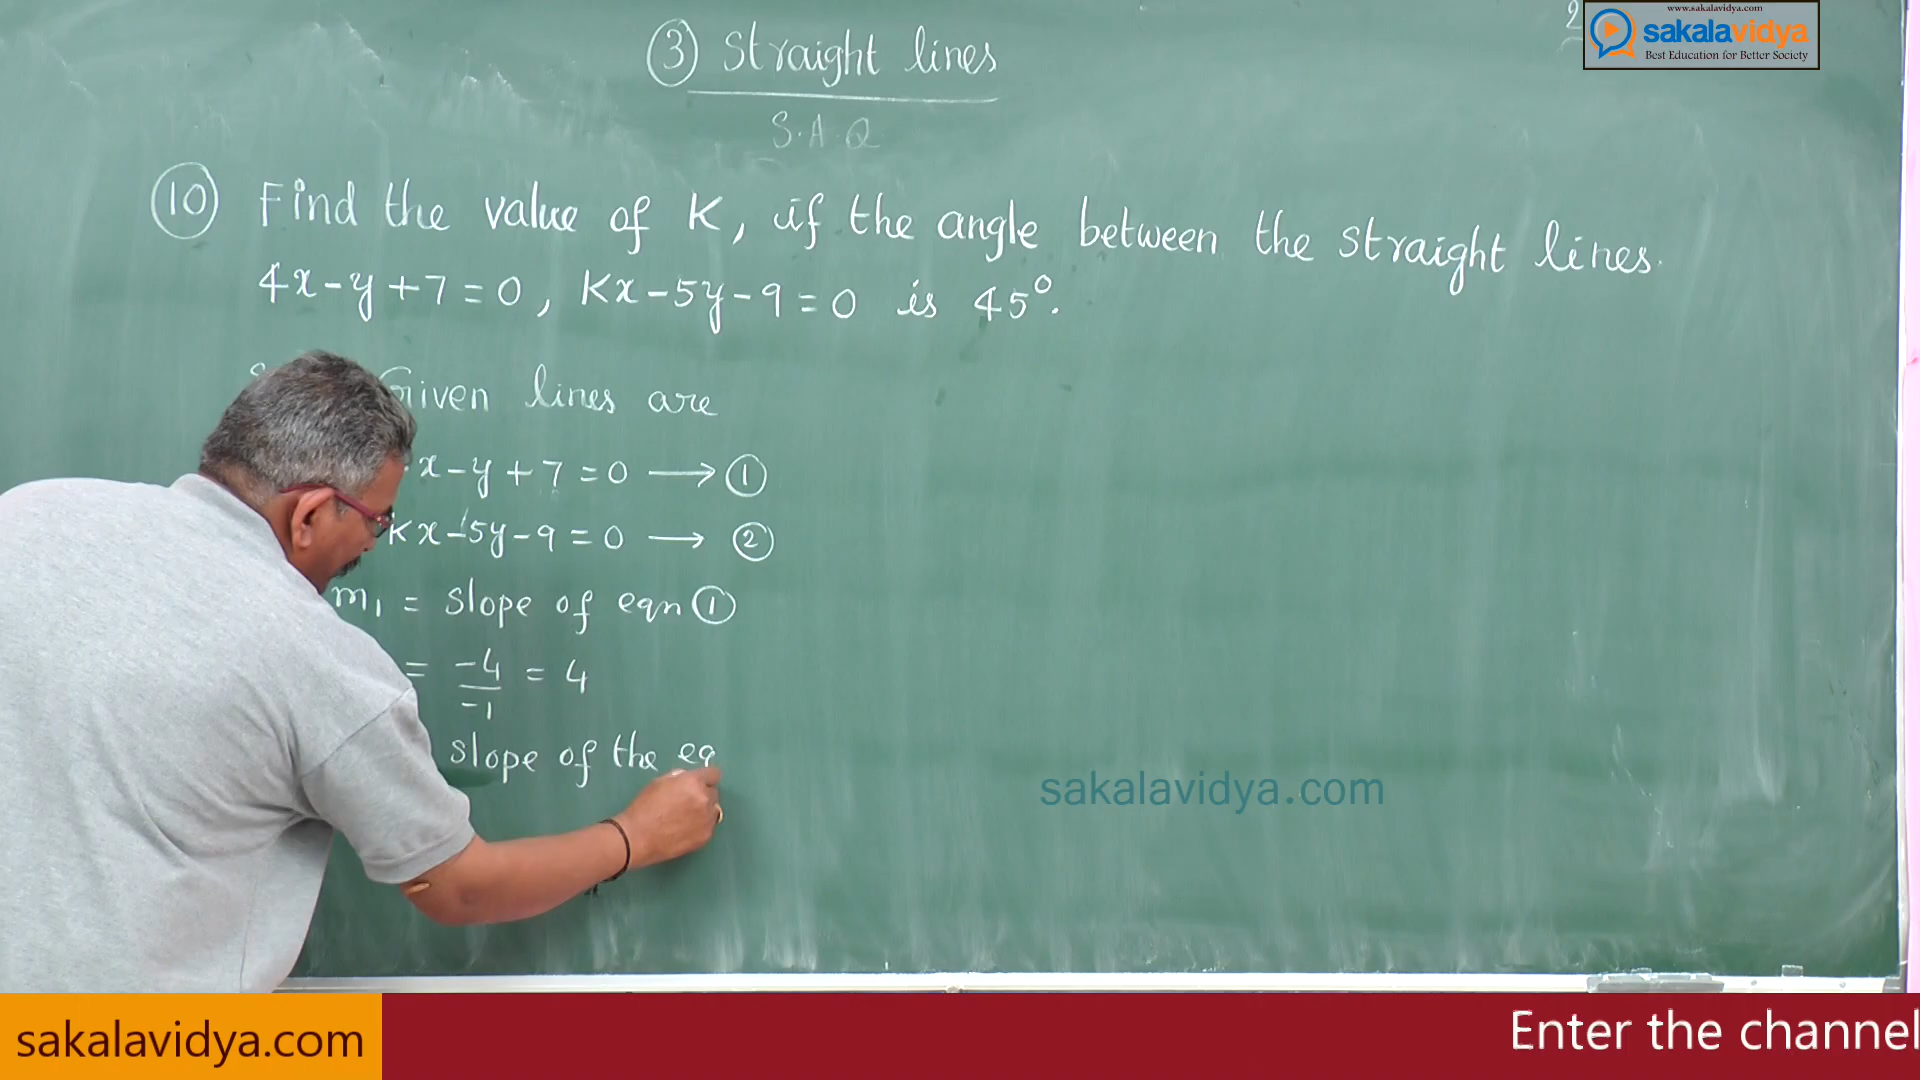 www.sakalavidya.com
sakalavidya
Best Education for Better Society
2
③ Straight lines
S.A.Q
⑩ Find the value of K, if the angle between the straight lines.
4x-y+7=0, Kx-5y-9=0 is 45°.
Given lines are
x-y+7=0 ⟶ ①
Kx-5y-9=0 ⟶ ②
m₁ = slope of eqn ①
= -4/-1 = 4
slope of the eq
sakalavidya.com
sakalavidya.com
Enter the channel